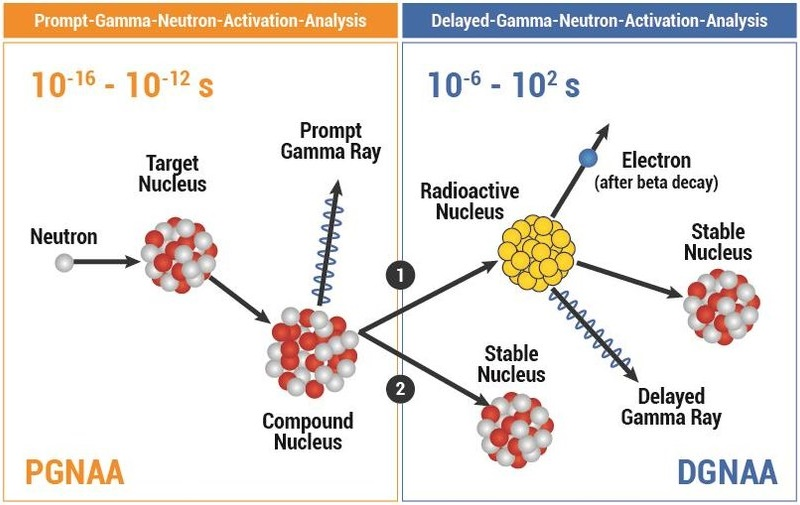 Prompt-Gamma-Neutron-Activation-Analysis
10⁻¹⁶ - 10⁻¹² s
Neutron
Target
Nucleus
Prompt
Gamma Ray
Compound
Nucleus
PGNAA
1
2
Delayed-Gamma-Neutron-Activation-Analysis
10⁻⁶ - 10² s
Radioactive
Nucleus
Electron
(after beta decay)
Stable
Nucleus
Stable
Nucleus
Delayed
Gamma Ray
DGNAA